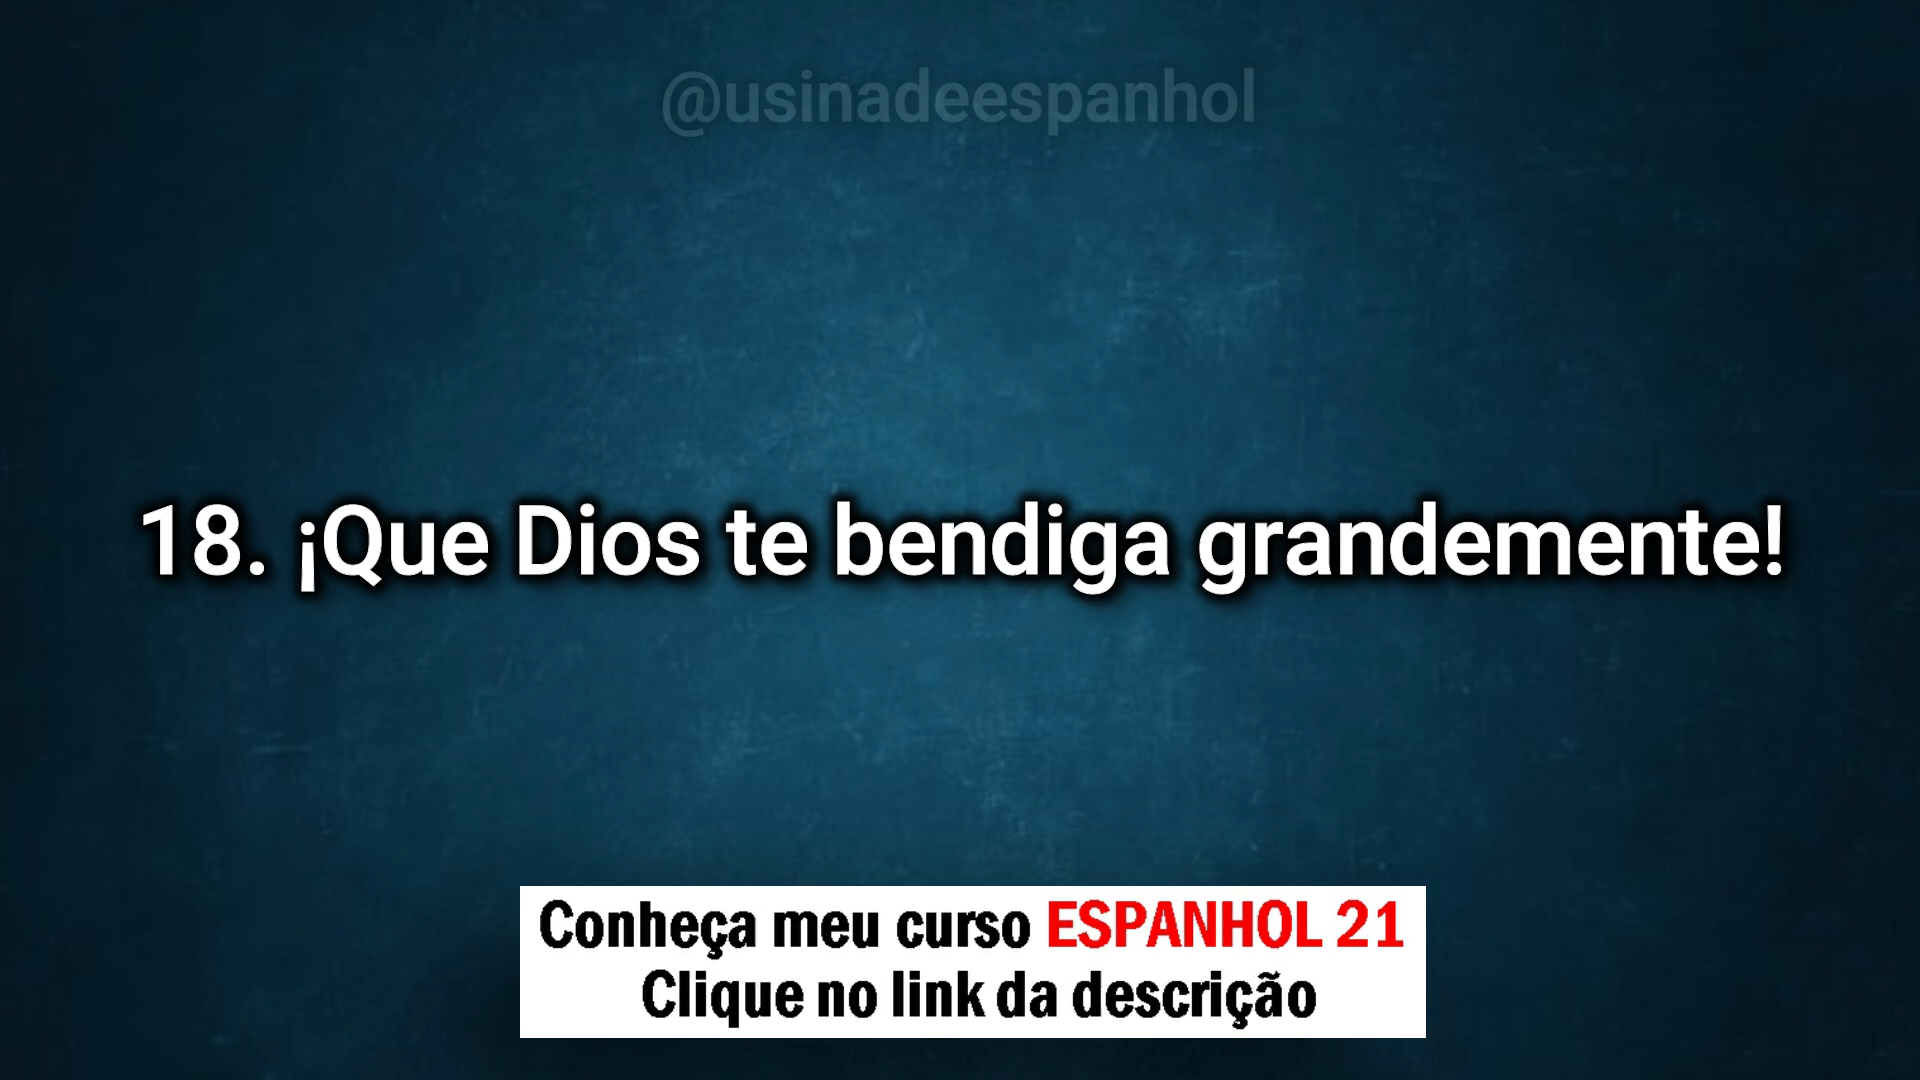 @usinadeespanhol
18. ¡Que Dios te bendiga grandemente!
Conheça meu curso ESPANHOL 21
Clique no link da descrição